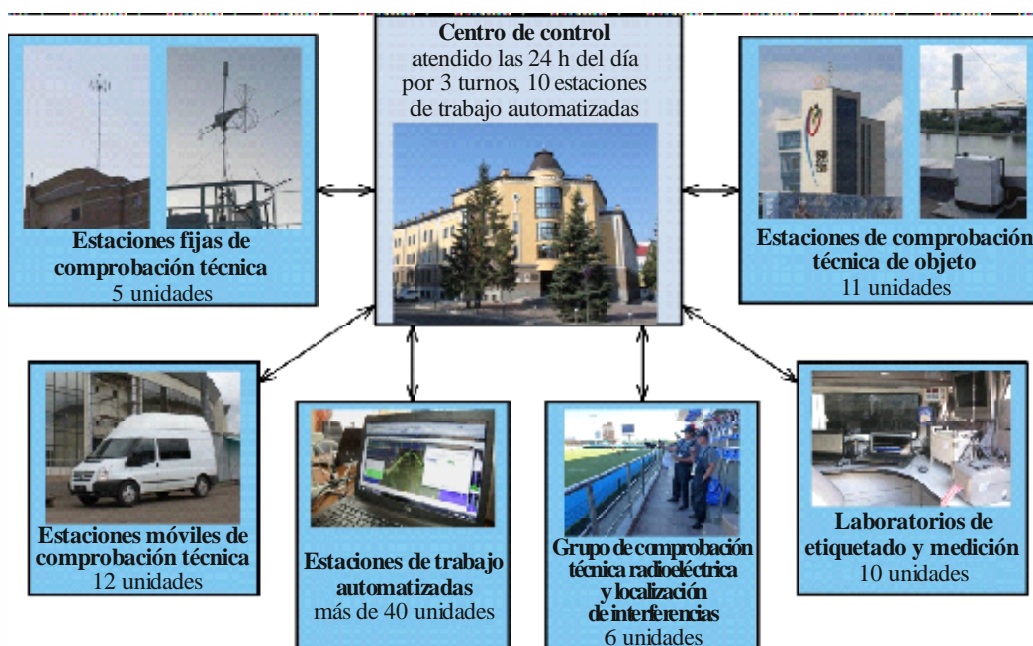 Centro de control
atendido las 24 h del día
por 3 turnos, 10 estaciones
de trabajo automatizadas
Estaciones fijas de
comprobación técnica
5 unidades
Estaciones de comprobación
técnica de objeto
11 unidades
Estaciones móviles de
comprobación técnica
12 unidades
Estaciones de trabajo
automatizadas
más de 40 unidades
Grupo de comprobación
técnica radioeléctrica
y localización
de interferencias
6 unidades
Laboratorios de
etiquetado y medición
10 unidades